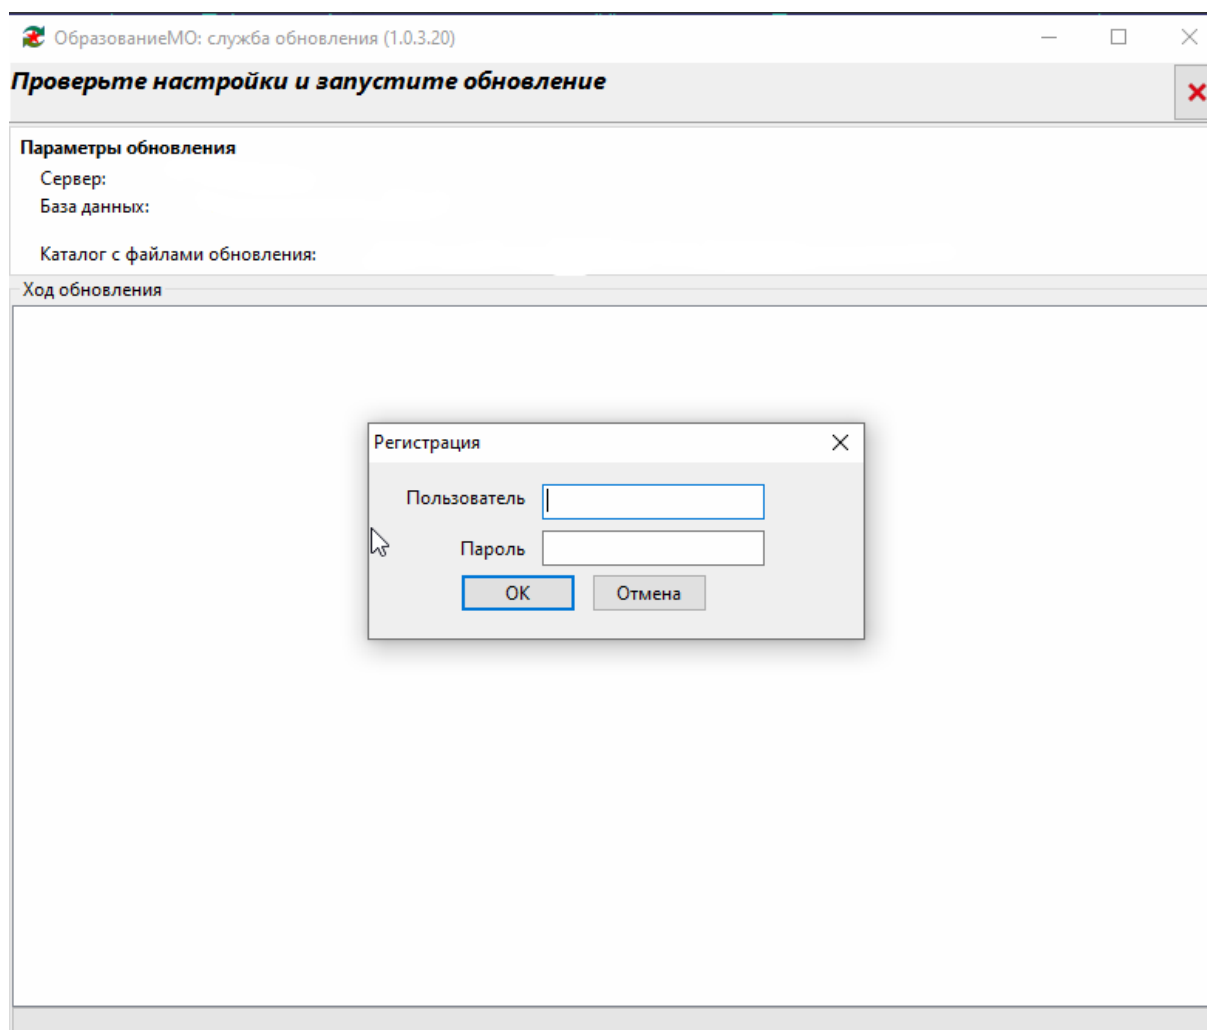 ОбразованиеМО: служба обновления (1.0.3.20)
Проверьте настройки и запустите обновление
Параметры обновления
Сервер:
База данных:
Каталог с файлами обновления:
Ход обновления
Регистрация
Пользователь
Пароль
ОК
Отмена